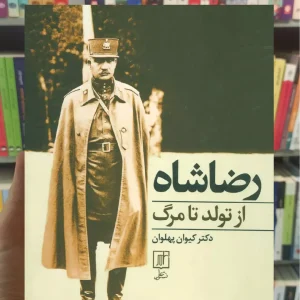 رضاشاه
از تولد تا مرگ
دکتر کیوان پهلوان